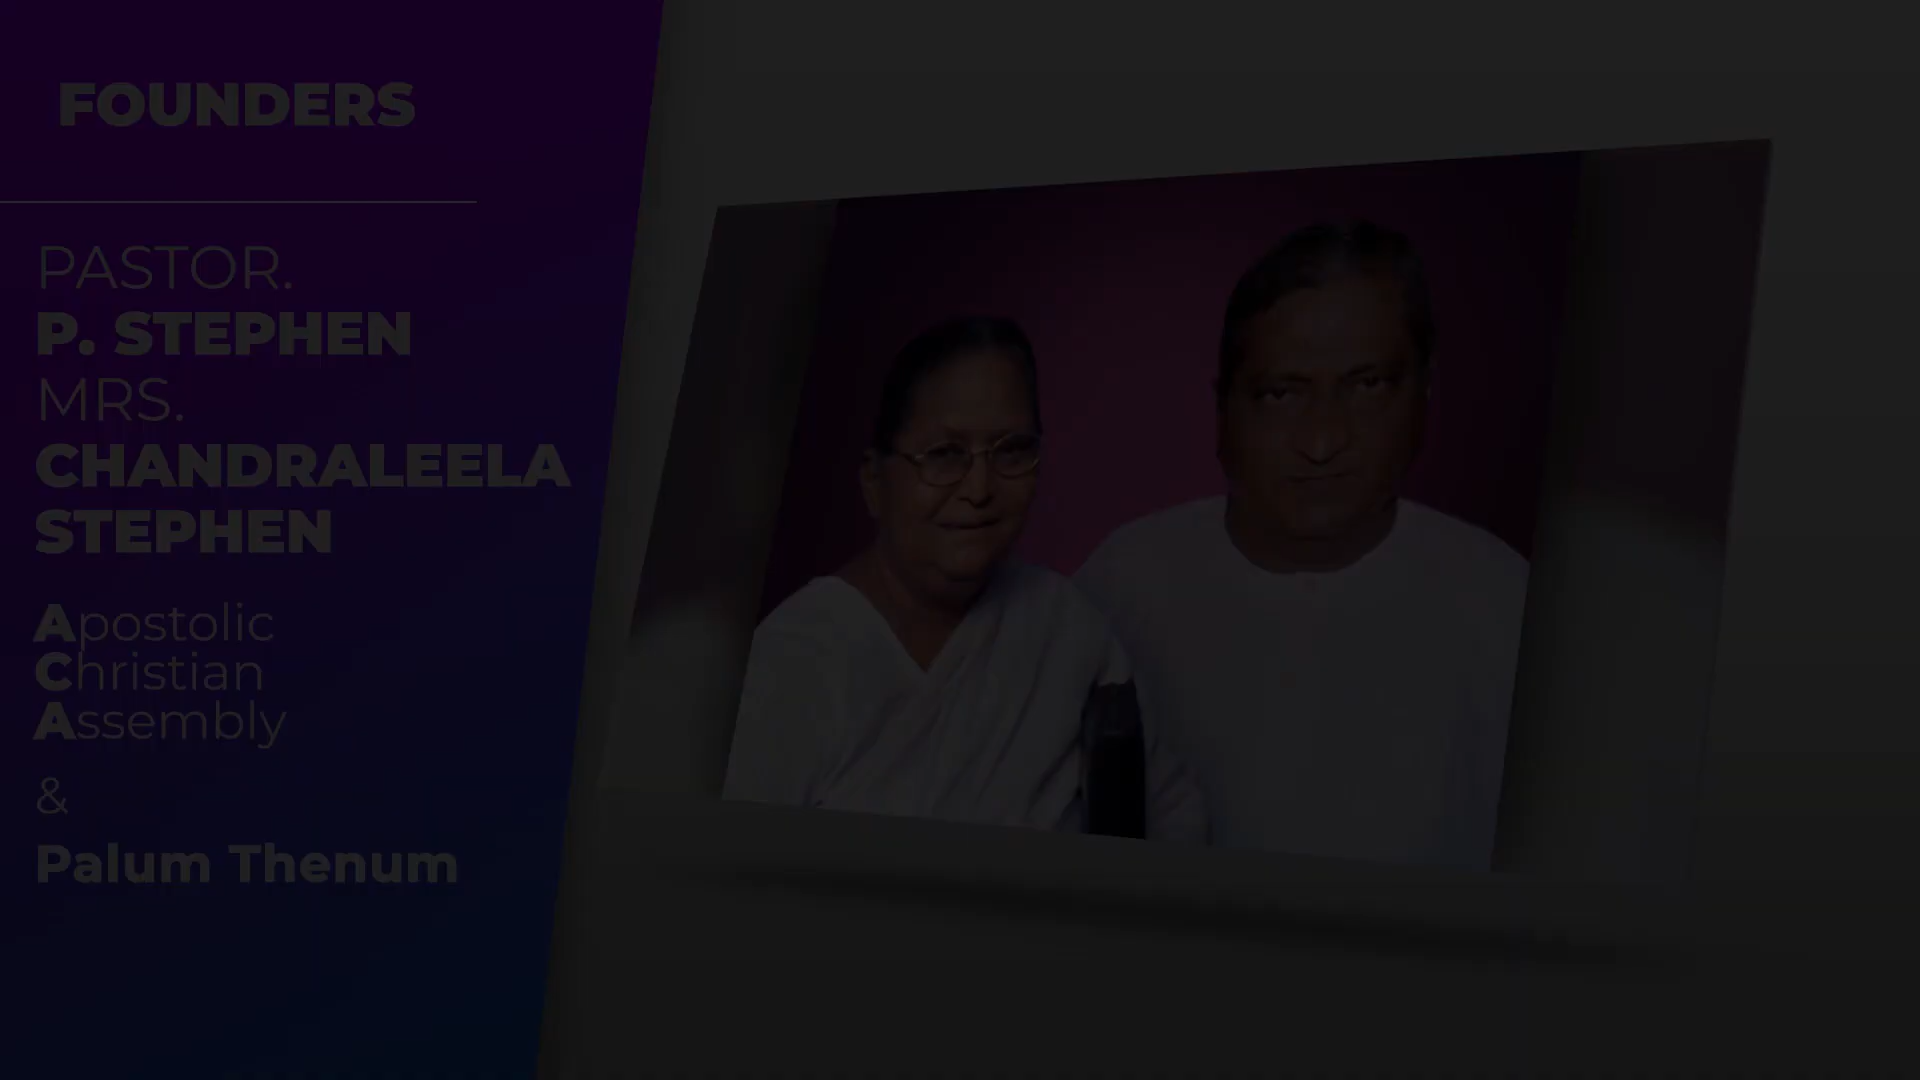 FOUNDERS
PASTOR.
P. STEPHEN
MRS.
CHANDRALEELA
STEPHEN
Apostolic
Christian
Assembly
&
Palum Thenum